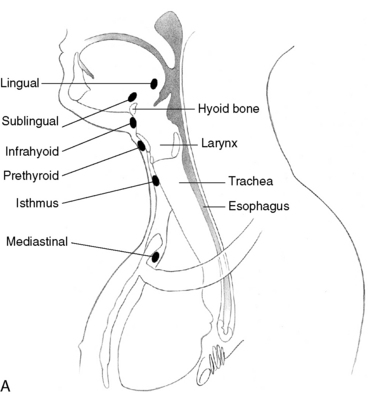 Lingual
Hyoid bone
Sublingual
Infrahyoid
Larynx
Prethyroid
Trachea
Isthmus
Esophagus
Mediastinal
A